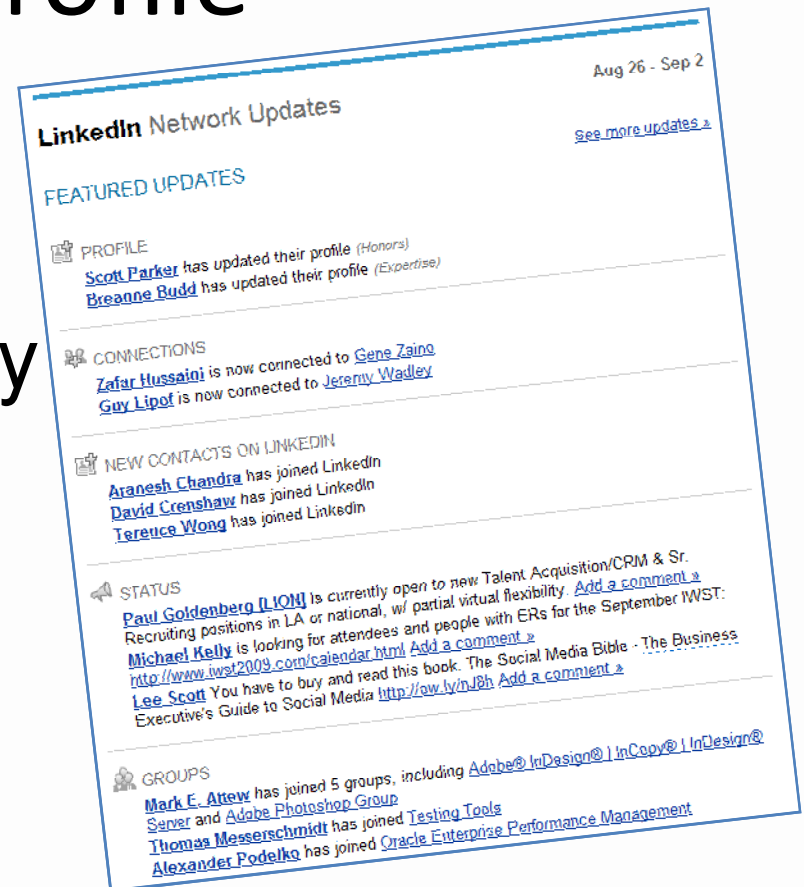 rofile
Aug 26 - Sep 2
LinkedIn Network Updates
See more updates »
FEATURED UPDATES
PROFILE
Scott Parker has updated their profile (Honors)
Breanne Budd has updated their profile (Expertise)
y
CONNECTIONS
Zafar Hussaini is now connected to Gene Zaino
Guy Lipof is now connected to Jeremy Wadley
NEW CONTACTS ON LINKEDIN
Aranesh Chandra has joined LinkedIn
David Crenshaw has joined LinkedIn
Terence Wong has joined LinkedIn
STATUS
Paul Goldenberg [LION] Is currently open to new Talent Acquisition/CRM & Sr.
Recruiting positions in LA or national, w/ partial virtual flexibility. Add a comment »
Michael Kelly is looking for attendees and people with ERs for the September IWST:
http://www.iwst2009.com/calendar.html Add a comment »
Lee Scott You have to buy and read this book. The Social Media Bible - The Business
Executive's Guide to Social Media http://ow.ly/nJ8h Add a comment »
GROUPS
Mark E. Attew has joined 5 groups, including Adobe® InDesign® | InCopy® | InDesign®
Server and Adobe Photoshop Group
Thomas Messerschmidt has joined Testing Tools
Alexander Podelko has joined Oracle Enterprise Performance Management